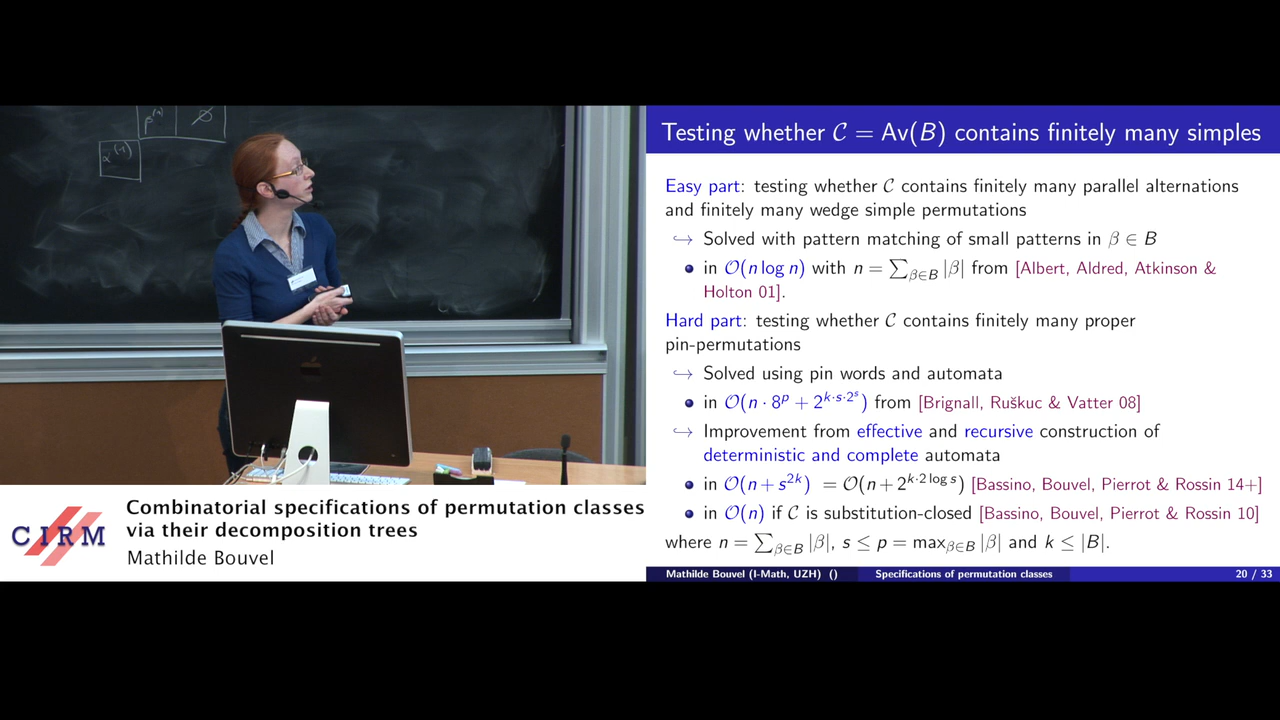 Testing whether C = Av(B) contains finitely many simples
Easy part: testing whether C contains finitely many parallel alternations
and finitely many wedge simple permutations
↪ Solved with pattern matching of small patterns in β ∈ B
• in O(n log n) with n = ∑β∈B |β| from [Albert, Aldred, Atkinson &
Holton 01].
Hard part: testing whether C contains finitely many proper
pin-permutations
↪ Solved using pin words and automata
• in O(n · 8^p + 2^{k·s·2^s}) from [Brignall, Ruškuc & Vatter 08]
↪ Improvement from effective and recursive construction of
deterministic and complete automata
• in O(n + s^{2k}) = O(n + 2^{k·2 log s}) [Bassino, Bouvel, Pierrot & Rossin 14+]
• in O(n) if C is substitution-closed [Bassino, Bouvel, Pierrot & Rossin 10]
where n = ∑β∈B |β|, s ≤ p = maxβ∈B |β| and k ≤ |B|.
Mathilde Bouvel (I-Math, UZH) () Specifications of permutation classes 20 / 33
CIRM
Combinatorial specifications of permutation classes
via their decomposition trees
Mathilde Bouvel